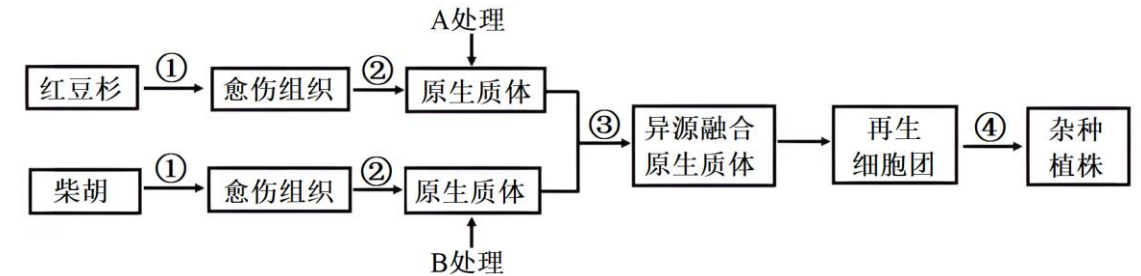 A处理
红豆杉 ① 愈伤组织 ② 原生质体
③ 异源融合
原生质体
再生
细胞团
④ 杂种
植株
柴胡 ① 愈伤组织 ② 原生质体
B处理